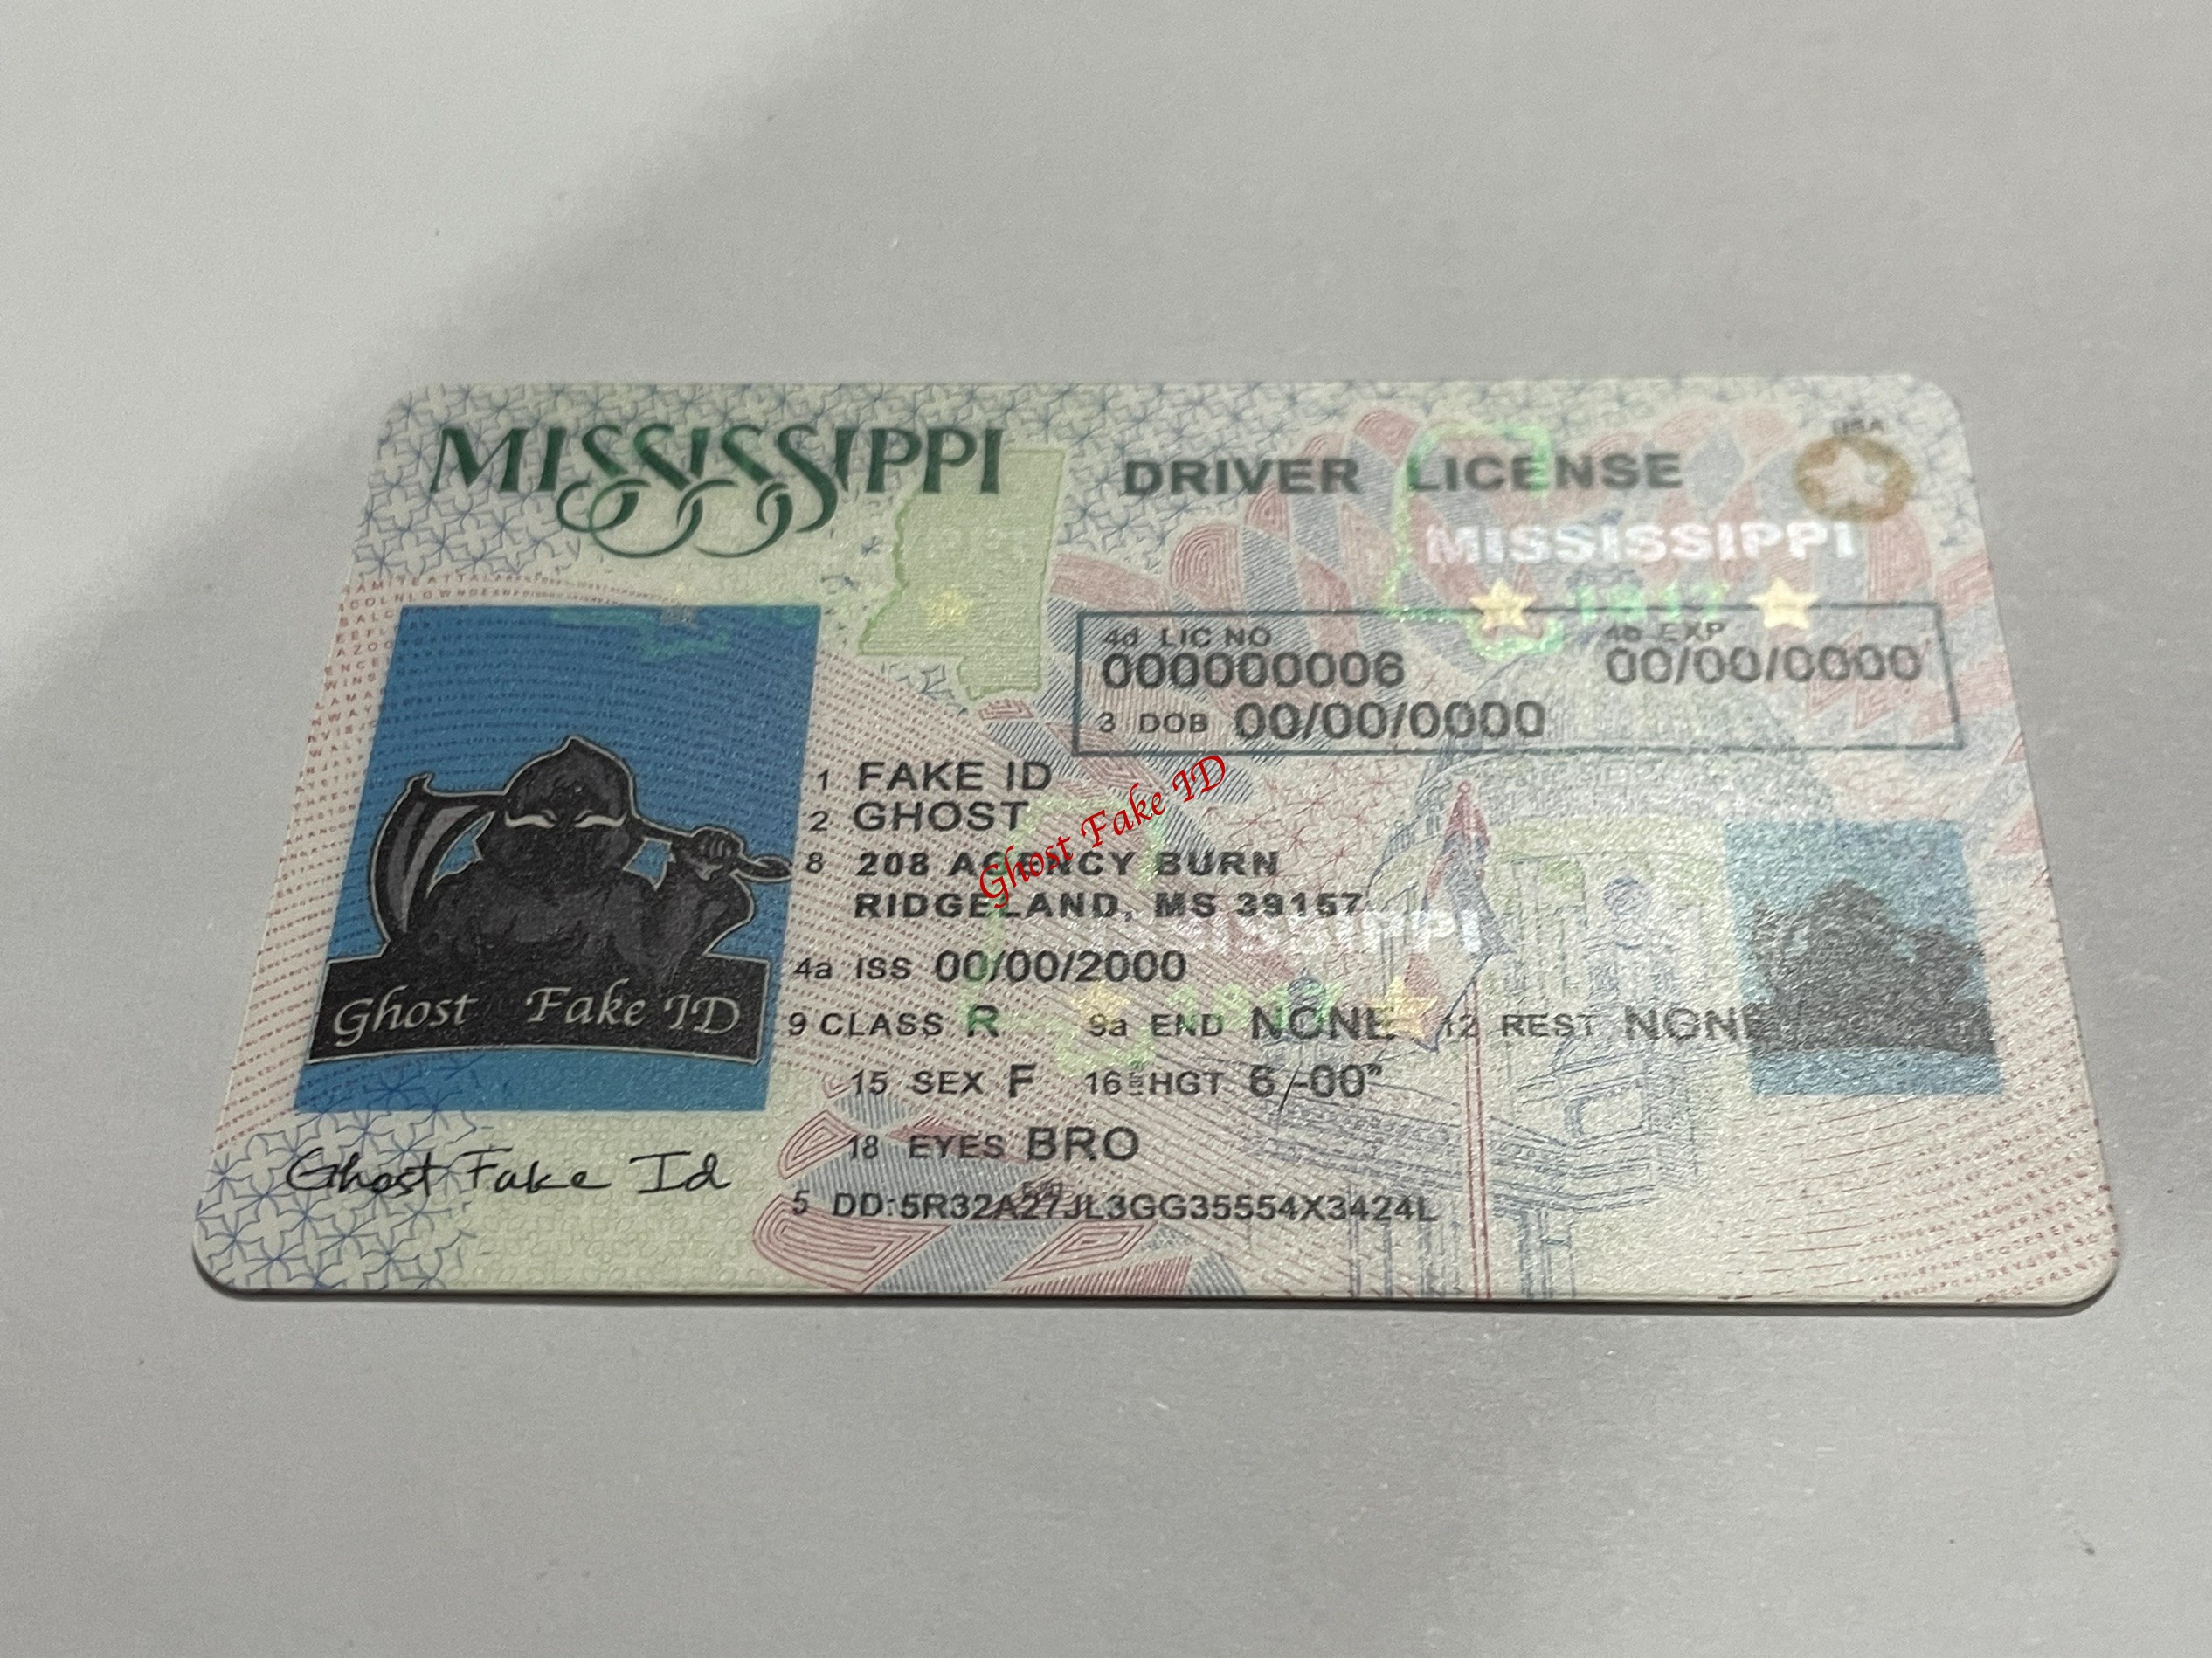 MISSISSIPPI
DRIVER LICENSE
USA
MISSISSIPPI
1817
4d LIC NO
000000006
4b EXP
00/00/0000
3 DOB 00/00/0000
1 FAKE ID
2 GHOST
8 208 AGENCY BURN
RIDGELAND, MS 39157
Ghost Fake ID
SISSIPPI
4a ISS 00/00/2000
9 CLASS R 9a END NONE 12 REST NONE
15 SEX F 16 HGT 6'-00"
18 EYES BRO
5 DD:5R32A27JL3GG35554X3424L
Ghost Fake ID
Ghost Fake Id